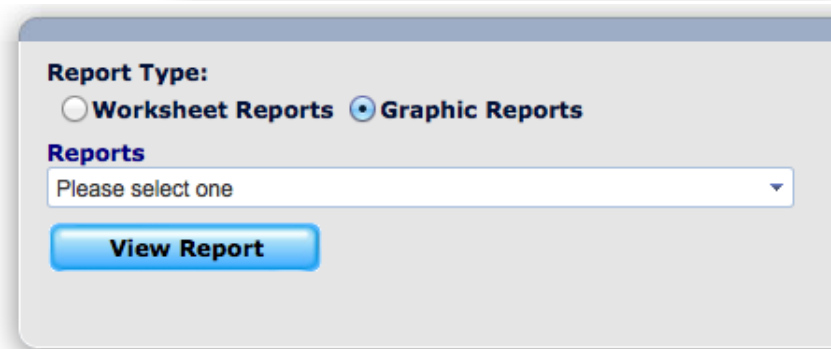 Report Type:
Worksheet Reports Graphic Reports
Reports
Please select one
View Report